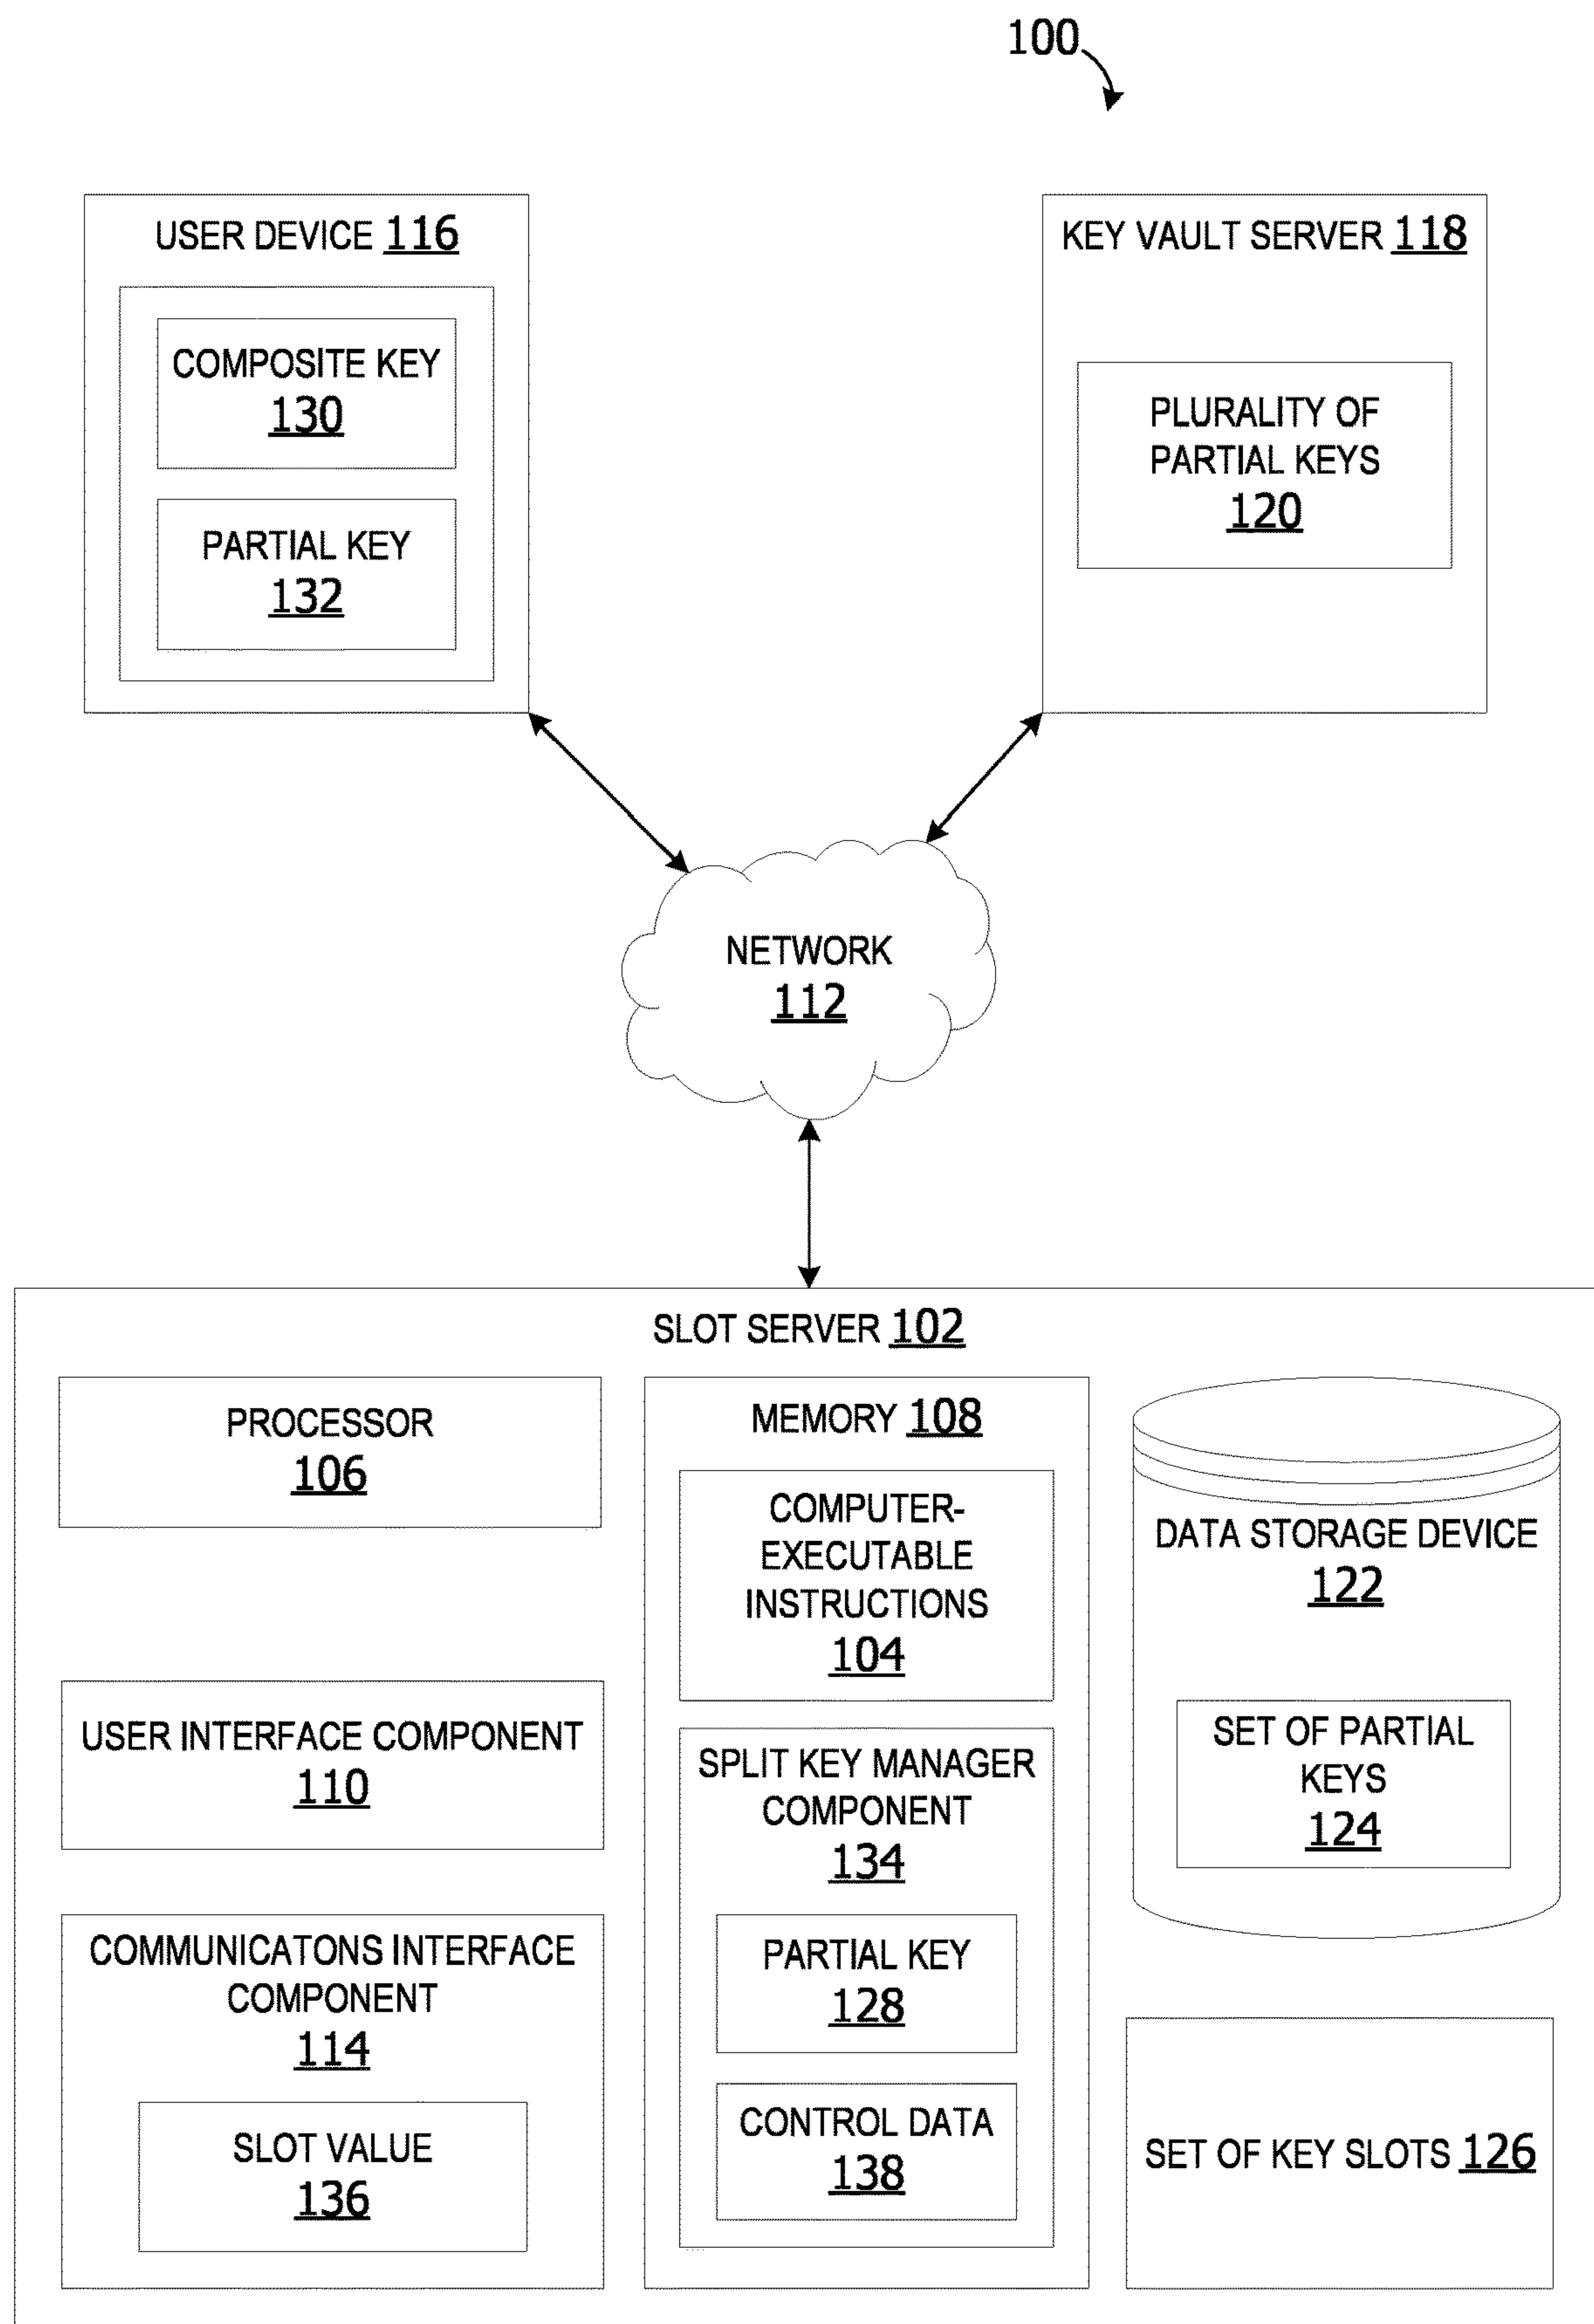 100
USER DEVICE 116
COMPOSITE KEY
130
PARTIAL KEY
132
KEY VAULT SERVER 118
PLURALITY OF
PARTIAL KEYS
120
NETWORK
112
SLOT SERVER 102
PROCESSOR
106
USER INTERFACE COMPONENT
110
COMMUNICATONS INTERFACE
COMPONENT
114
SLOT VALUE
136
MEMORY 108
COMPUTER-
EXECUTABLE
INSTRUCTIONS
104
SPLIT KEY MANAGER
COMPONENT
134
PARTIAL KEY
128
CONTROL DATA
138
DATA STORAGE DEVICE
122
SET OF PARTIAL
KEYS
124
SET OF KEY SLOTS 126